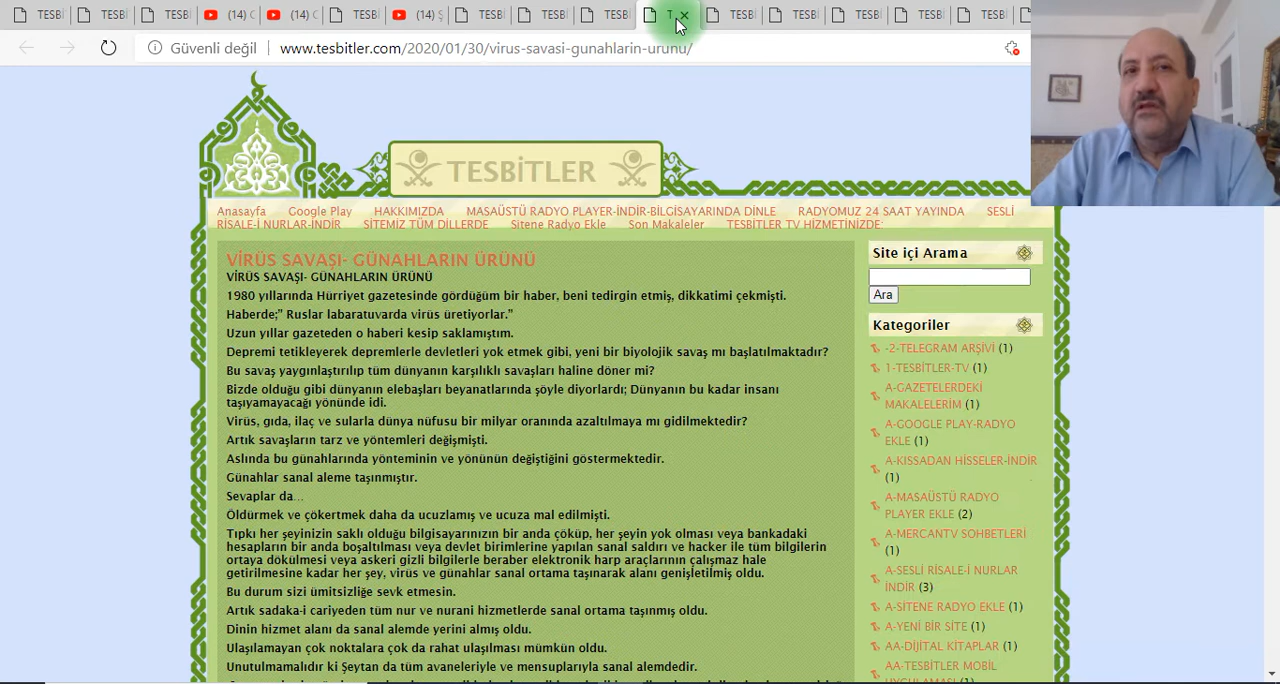 TESBİ
TESBİ
TESBİ
(14) (
(14) (
TESBİ
(14) Ş
TESBİ
TESBİ
TESBİ
T
TESBİ
TESBİ
TESBİ
TESBİ
TESBİ
Güvenli değil
www.tesbitler.com/2020/01/30/virus-savasi-gunahlarin-urunu/
TESBİTLER
Anasayfa Google Play HAKKIMIZDA MASAÜSTÜ RADYO PLAYER-İNDİR-BİLGİSAYARINDA DİNLE RADYOMUZ 24 SAAT YAYINDA SESLİ
RİSALE-İ NURLAR-İNDİR SİTEMİZ TÜM DİLLERDE Sitene Radyo Ekle Son Makaleler TESBİTLER TV HİZMETİNİZDE:
VİRÜS SAVAŞI- GÜNAHLARIN ÜRÜNÜ
VİRÜS SAVAŞI- GÜNAHLARIN ÜRÜNÜ
1980 yıllarında Hürriyet gazetesinde gördüğüm bir haber, beni tedirgin etmiş, dikkatimi çekmişti.
Haberde;” Ruslar labaratuvarda virüs üretiyorlar.”
Uzun yıllar gazeteden o haberi kesip saklamıştım.
Depremi tetikleyerek depremlerle devletleri yok etmek gibi, yeni bir biyolojik savaş mı başlatılmaktadır?
Bu savaş yaygınlaştırılıp tüm dünyanın karşılıklı savaşları haline döner mi?
Bizde olduğu gibi dünyanın elebaşları beyanatlarında şöyle diyorlardı; Dünyanın bu kadar insanı
taşıyamayacağı yönünde idi.
Virüs, gıda, ilaç ve sularla dünya nüfusu bir milyar oranında azaltılmaya mı gidilmektedir?
Artık savaşların tarz ve yöntemleri değişmişti.
Aslında bu günahlarında yönteminin ve yönünün değiştiğini göstermektedir.
Günahlar sanal aleme taşınmıştır.
Sevaplar da…
Öldürmek ve çökertmek daha da ucuzlamış ve ucuza mal edilmişti.
Tıpkı her şeyinizin saklı olduğu bilgisayarınızın bir anda çöküp, her şeyin yok olması veya bankadaki
hesapların bir anda boşaltılması veya devlet birimlerine yapılan sanal saldırı ve hacker ile tüm bilgilerin
ortaya dökülmesi veya askeri gizli bilgilerle beraber elektronik harp araçlarının çalışmaz hale
getirilmesine kadar her şey, virüs ve günahlar sanal ortama taşınarak alanı genişletilmiş oldu.
Bu durum sizi ümitsizliğe sevk etmesin.
Artık sadaka-i cariyeden tüm nur ve nurani hizmetlerde sanal ortama taşınmış oldu.
Dinin hizmet alanı da sanal alemde yerini almış oldu.
Ulaşılamayan çok noktalara çok da rahat ulaşılması mümkün oldu.
Unutulmamalıdır ki Şeytan da tüm avaneleriyle ve mensuplarıyla sanal alemdedir.
Site içi Arama
Ara
Kategoriler
-2-TELEGRAM ARŞİVİ (1)
1-TESBİTLER-TV (1)
A-GAZETELERDEKİ
MAKALELERİM (1)
A-GOOGLE PLAY-RADYO
EKLE (1)
A-KISSADAN HİSSELER-İNDİR
(1)
A-MASAÜSTÜ RADYO
PLAYER EKLE (2)
A-MERCANTV SOHBETLERİ
(1)
A-SESLİ RİSALE-İ NURLAR
İNDİR (3)
A-SİTENE RADYO EKLE (1)
A-YENİ BİR SİTE (1)
AA-DİJİTAL KİTAPLAR (1)
AA-TESBİTLER MOBİL
UYGULAMASI (1)